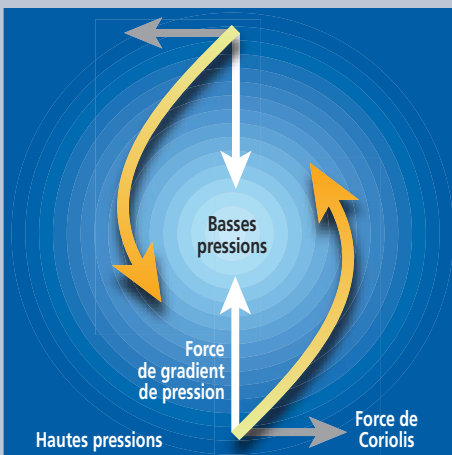 Basses
pressions
Force
de gradient
de pression
Force de
Coriolis
Hautes pressions